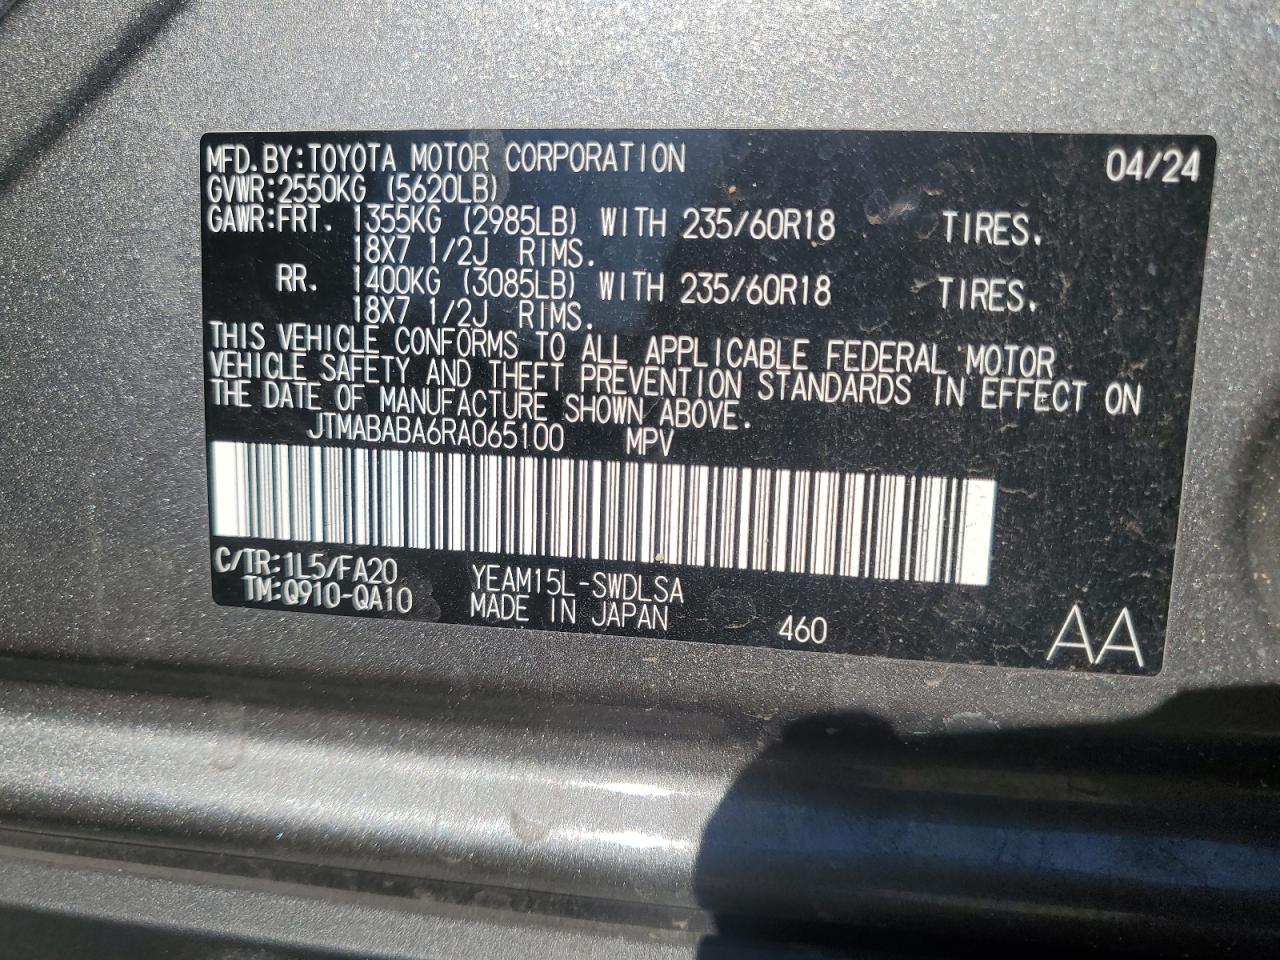 MFD. BY:TOYOTA MOTOR CORPORATION 04/24
GVWR:2550KG (5620LB)
GAWR:FRT. 1355KG (2985LB) WITH 235/60R18 TIRES.
18X7 1/2J RIMS.
RR. 1400KG (3085LB) WITH 235/60R18 TIRES.
18X7 1/2J RIMS.
THIS VEHICLE CONFORMS TO ALL APPLICABLE FEDERAL MOTOR
VEHICLE SAFETY AND THEFT PREVENTION STANDARDS IN EFFECT ON
THE DATE OF MANUFACTURE SHOWN ABOVE.
JTMABABA6RA065100 MPV
C/TR:1L5/FA20 YEAM15L-SWDLSA
TM:Q910-QA10 MADE IN JAPAN 460 AA